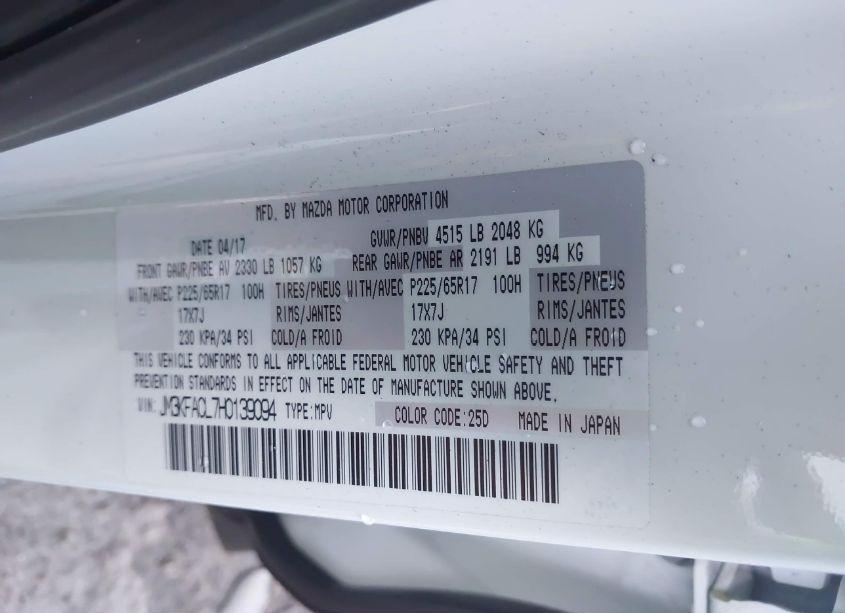 MFD. BY MAZDA MOTOR CORPORATION
DATE 04/17 GVWR/PNBV 4515 LB 2048 KG
FRONT GAWR/PNBE AV 2330 LB 1057 KG REAR GAWR/PNBE AR 2191 LB 994 KG
WITH/AVEC P225/65R17 100H TIRES/PNEUS WITH/AVEC P225/65R17 100H TIRES/PNEUS
17X7J RIMS/JANTES 17X7J RIMS/JANTES
230 KPA/34 PSI COLD/A FROID 230 KPA/34 PSI COLD/A FROID
THIS VEHICLE CONFORMS TO ALL APPLICABLE FEDERAL MOTOR VEHICLE SAFETY AND THEFT
PREVENTION STANDARDS IN EFFECT ON THE DATE OF MANUFACTURE SHOWN ABOVE.
VIN: JM3KFACL7H0139094 TYPE:MPV COLOR CODE:25D MADE IN JAPAN